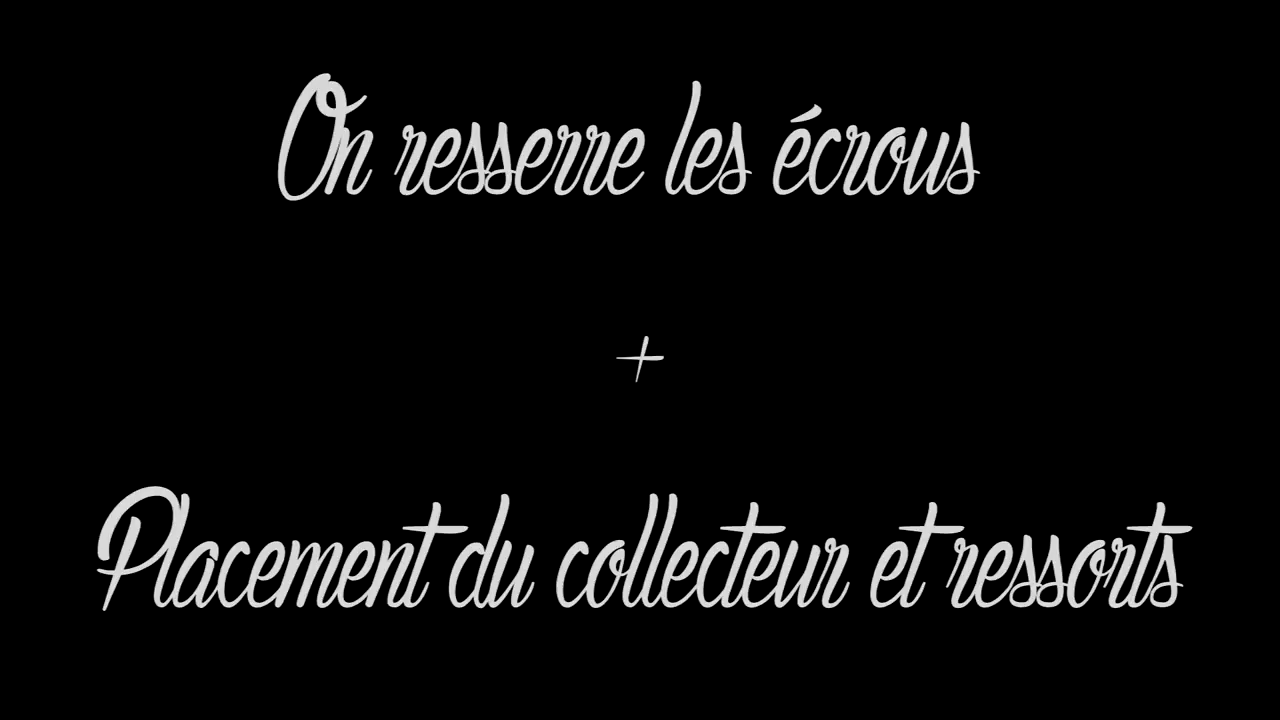 On resserre les écrous
+
Placement du collecteur et ressorts